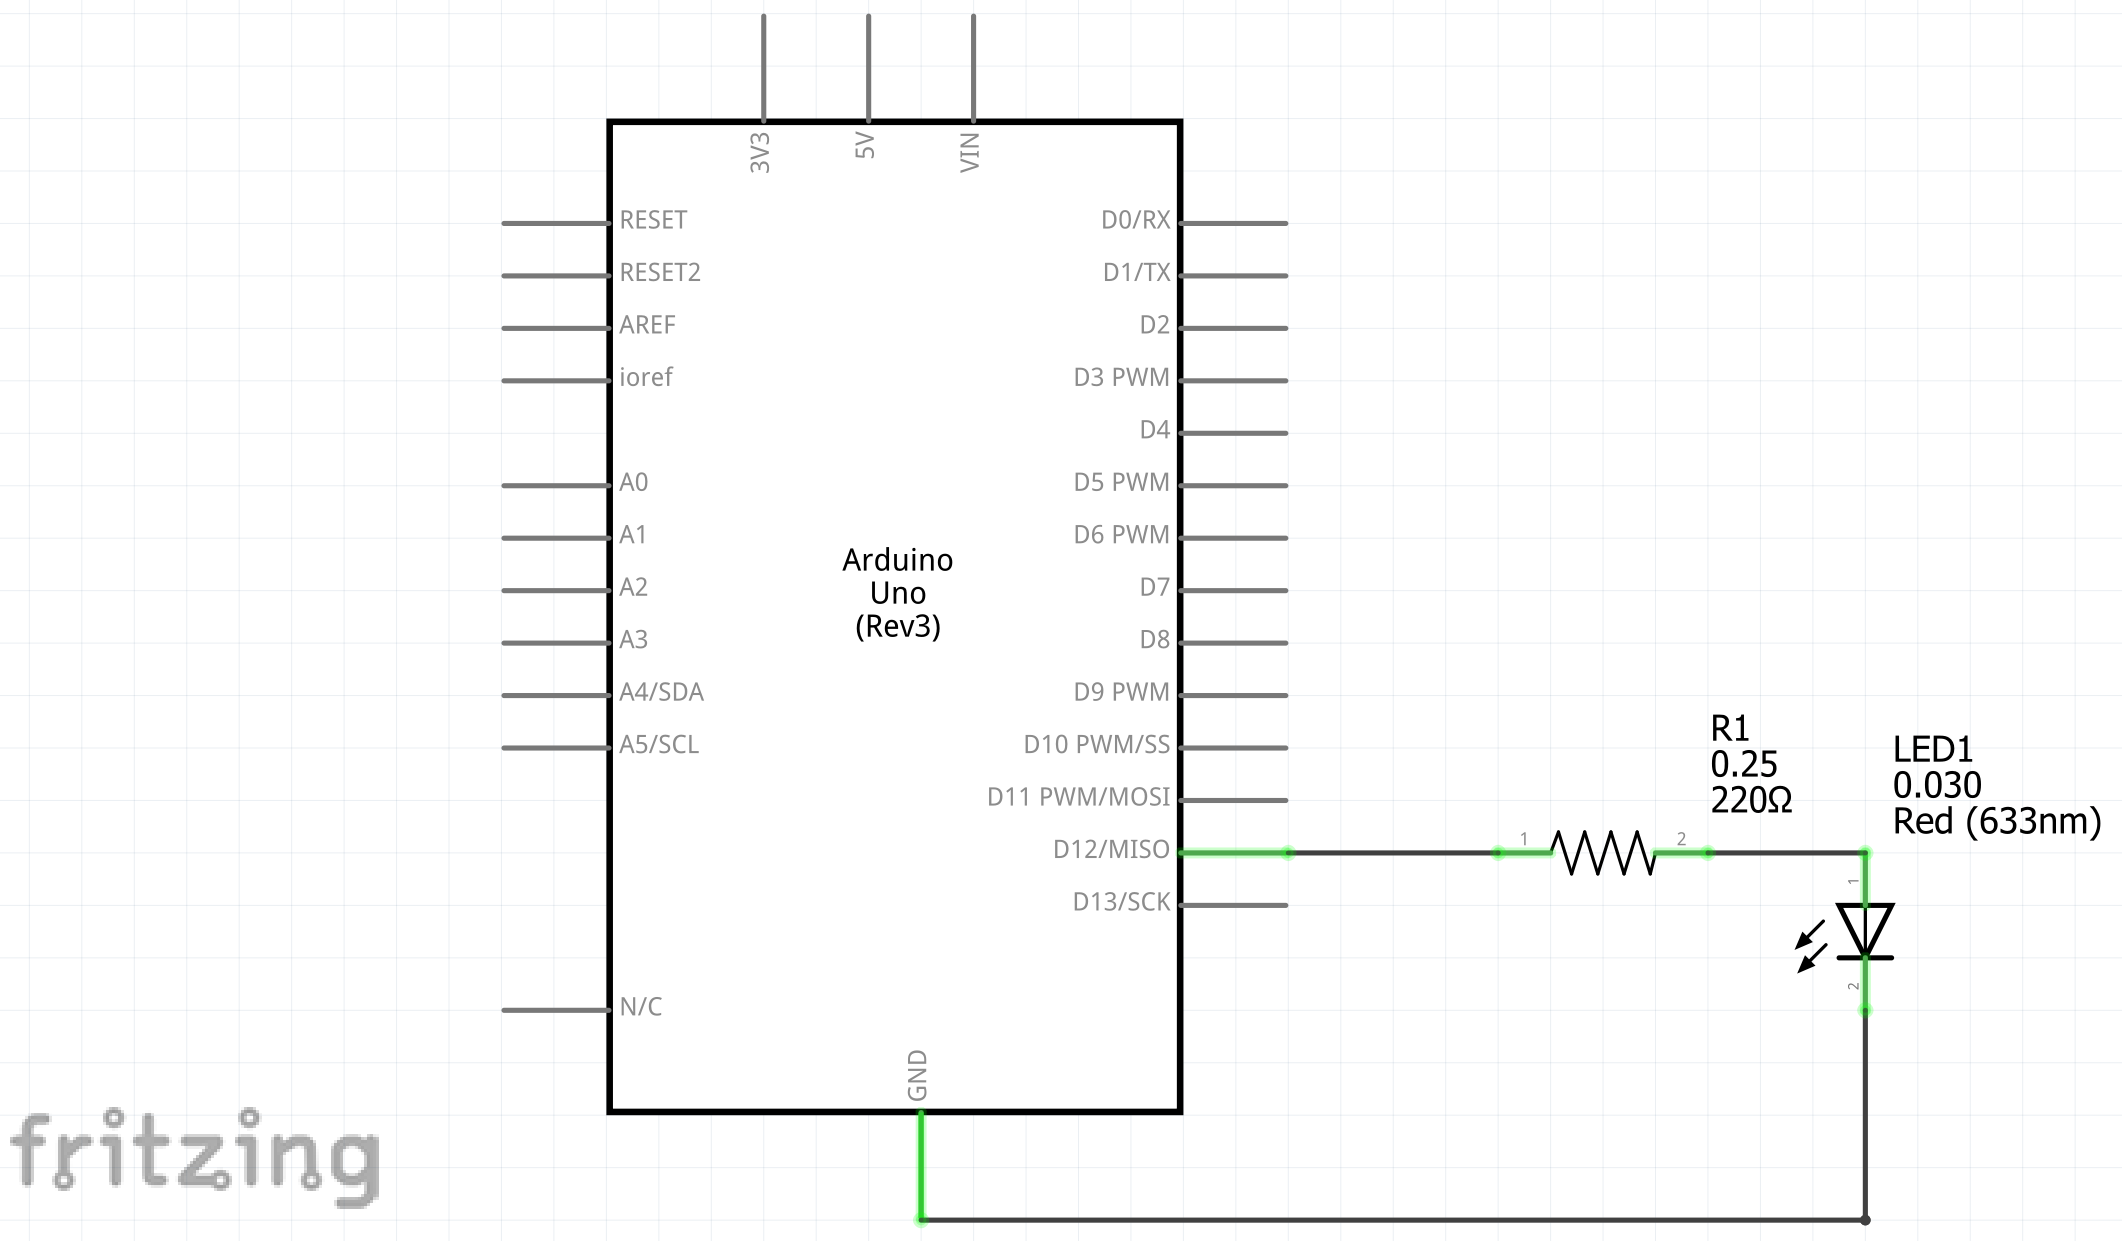 3V3
5V
VIN
RESET
RESET2
AREF
ioref
A0
A1
A2
A3
A4/SDA
A5/SCL
N/C
Arduino
Uno
(Rev3)
D0/RX
D1/TX
D2
D3 PWM
D4
D5 PWM
D6 PWM
D7
D8
D9 PWM
D10 PWM/SS
D11 PWM/MOSI
D12/MISO
D13/SCK
GND
R1
0.25
220Ω
1
2
LED1
0.030
Red (633nm)
1
2
fritzing